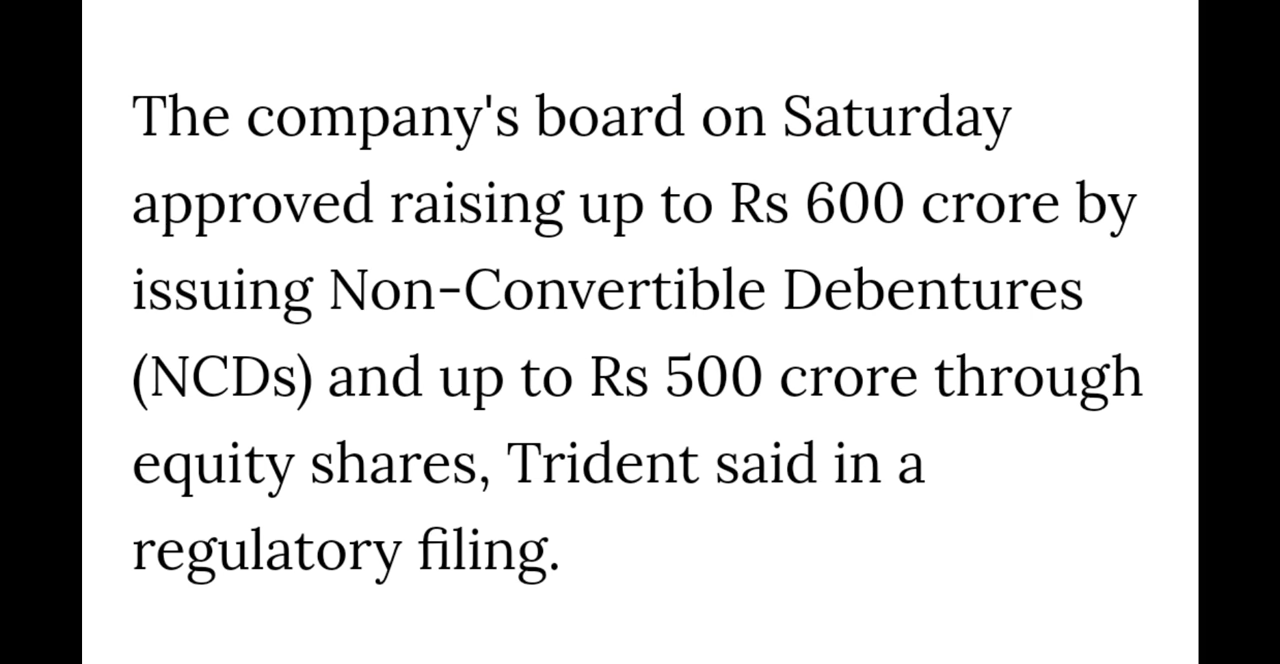 The company's board on Saturday
approved raising up to Rs 600 crore by
issuing Non-Convertible Debentures
(NCDs) and up to Rs 500 crore through
equity shares, Trident said in a
regulatory filing.